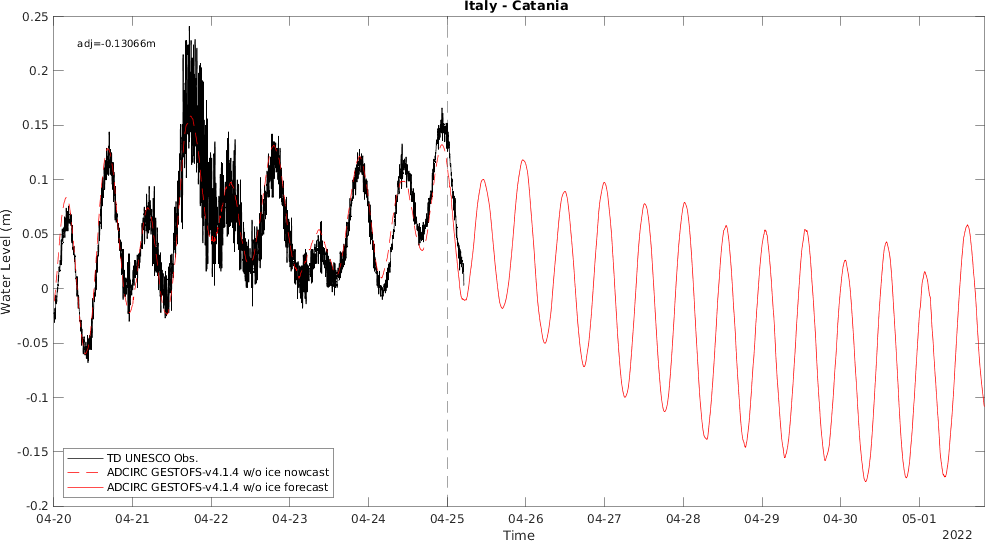 Italy - Catania
adj=-0.13066m
0.25
0.2
0.15
0.1
0.05
0
-0.05
-0.1
-0.15
-0.2
Water Level (m)
TD UNESCO Obs.
ADCIRC GESTOFS-v4.1.4 w/o ice nowcast
ADCIRC GESTOFS-v4.1.4 w/o ice forecast
04-20 04-21 04-22 04-23 04-24 04-25 04-26 04-27 04-28 04-29 04-30 05-01
Time
2022